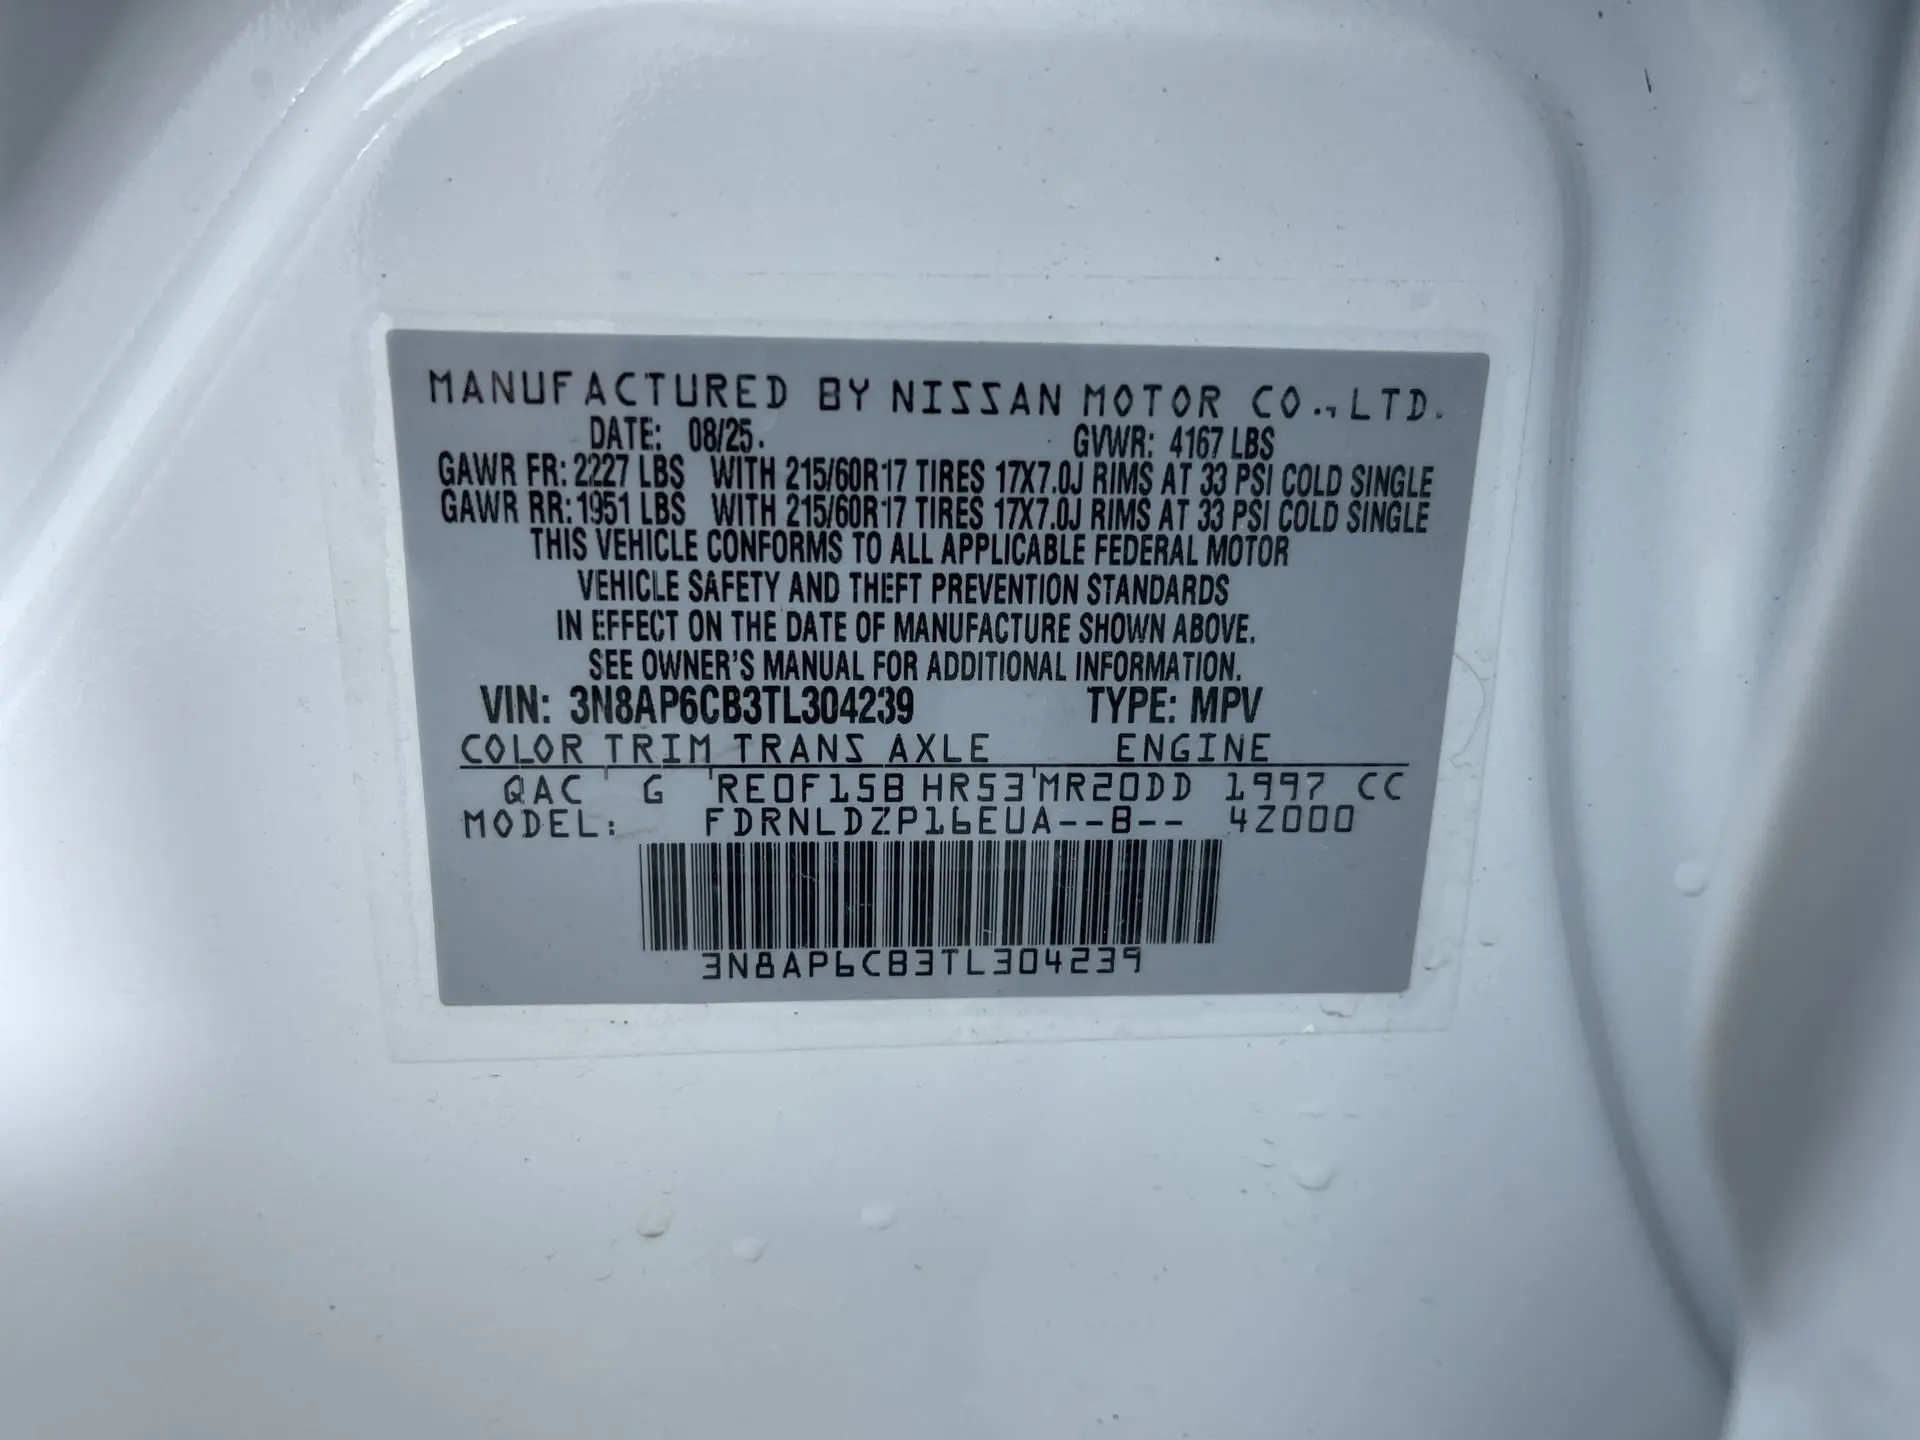 MANUFACTURED BY NISSAN MOTOR CO.,LTD.
DATE: 08/25. GVWR: 4167 LBS
GAWR FR: 2227 LBS WITH 215/60R17 TIRES 17X7.0J RIMS AT 33 PSI COLD SINGLE
GAWR RR: 1951 LBS WITH 215/60R17 TIRES 17X7.0J RIMS AT 33 PSI COLD SINGLE
THIS VEHICLE CONFORMS TO ALL APPLICABLE FEDERAL MOTOR
VEHICLE SAFETY AND THEFT PREVENTION STANDARDS
IN EFFECT ON THE DATE OF MANUFACTURE SHOWN ABOVE.
SEE OWNER'S MANUAL FOR ADDITIONAL INFORMATION.
VIN: 3N8AP6CB3TL304239 TYPE: MPV
COLOR TRIM TRANS AXLE ENGINE
QAC G RE0F15B HR53 MR20DD 1997 CC
MODEL: FDRNLDZP16EUA--B-- 4Z000
3N8AP6CB3TL304239